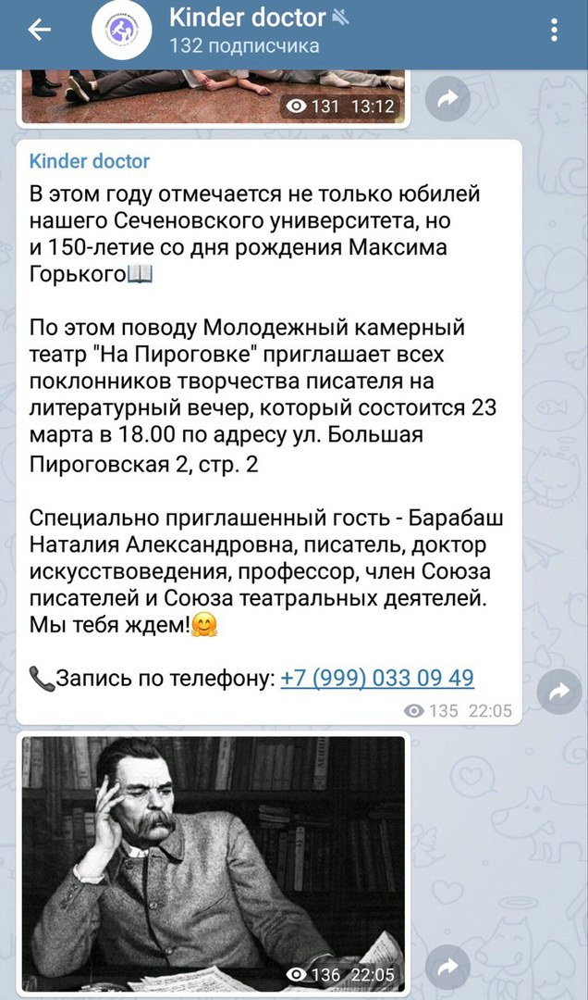 Kinder doctor
132 подписчика
131 13:12
Kinder doctor
В этом году отмечается не только юбилей
нашего Сеченовского университета, но
и 150-летие со дня рождения Максима
Горького📖
По этом поводу Молодежный камерный
театр "На Пироговке" приглашает всех
поклонников творчества писателя на
литературный вечер, который состоится 23
марта в 18.00 по адресу ул. Большая
Пироговская 2, стр. 2
Специально приглашенный гость - Барабаш
Наталия Александровна, писатель, доктор
искусствоведения, профессор, член Союза
писателей и Союза театральных деятелей.
Мы тебя ждем!🤗
📞Запись по телефону: +7 (999) 033 09 49
135 22:05
136 22:05